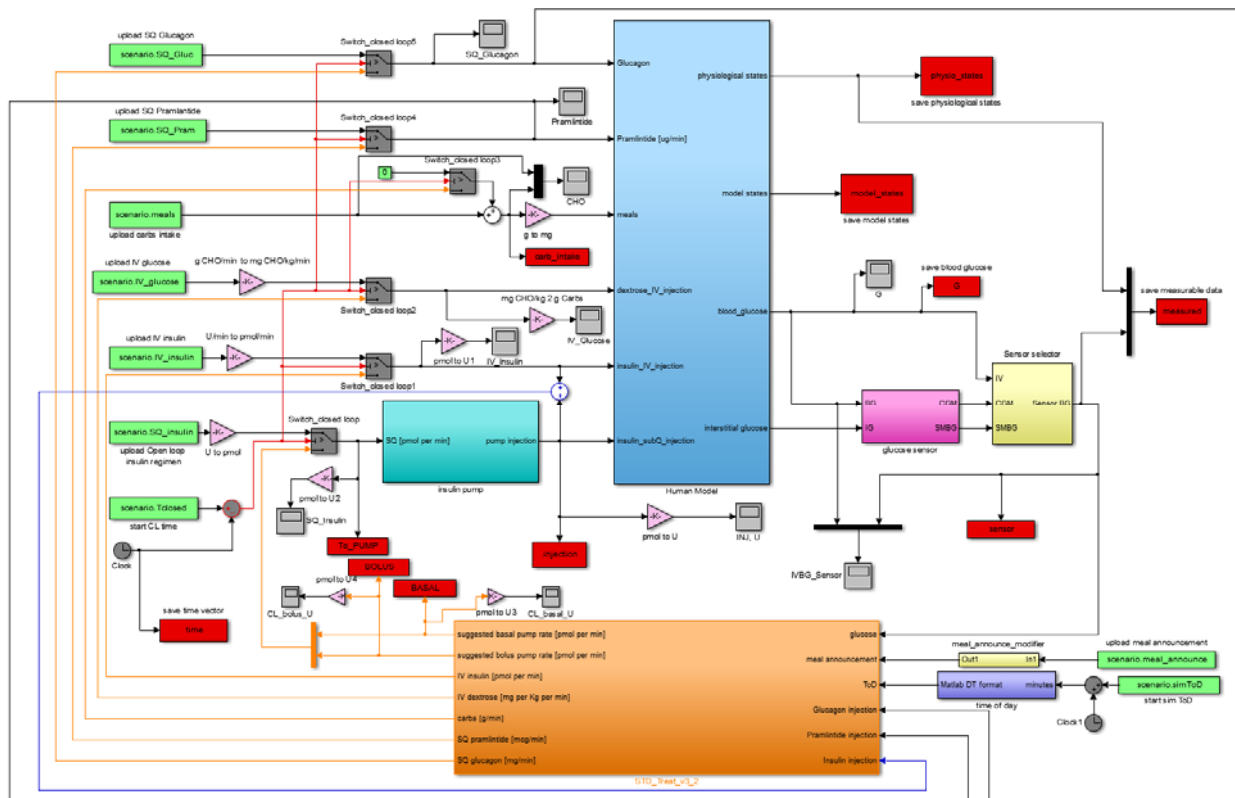 upload SQ Glucagon
scenario.SQ_Gluc
Switch_closed loop5
SQ_Glucagon
Glucagon
physiological states
physio_states
save physiological states
upload SQ Pramlantide
scenario.SQ_Pram
Switch_closed loop4
Pramlintide
Pramlintide [ug/min]
0
Switch_closed loop3
CHO
scenario.meals
upload carbs intake
-K-
g to mg
meals
carb_intake
model states
model_states
save model states
upload IV glucose
scenario.IV_glucose
g CHO/min to mg CHO/kg/min
-K-
Switch_closed loop2
mg CHO/kg 2 g Carbs
-K-
IV_Glucose
dextrose_IV_injection
G
save blood glucose
G
save measurable data
measured
blood_glucose
upload IV insulin
scenario.IV_insulin
U/min to pmol/min
-K-
Switch_closed loop1
-K-
pmol to U1
IV_Insulin
insulin_IV_injection
Sensor selector
IV
CGM
SMBG
Sensor BG
BG
IG
CGM
SMBG
glucose sensor
interstitial glucose
scenario.SQ_insulin
upload Open loop
insulin regimen
-K-
U to pmol
Switch_closed loop
SQ [pmol per min]
pump injection
insulin pump
insulin_subQ_injection
Human Model
-K-
pmol to U2
SQ_Insulin
scenario.Tclosed
start CL time
Clock
To_PUMP
injection
-K-
pmol to U
INJ_U
sensor
IVBG_Sensor
BOLUS
pmol to U4
CL_bolus_U
BASAL
-K-
pmol to U3
CL_basal_U
save time vector
time
suggested basal pump rate [pmol per min]
suggested bolus pump rate [pmol per min]
IV insulin [pmol per min]
IV dextrose [mg per Kg per min]
carbs [g/min]
SQ pramlintide [mcg/min]
SQ glucagon [mg/min]
glucose
meal announcement
ToD
Glucagon injection
Pramlintide injection
Insulin injection
STD_Treat_v3_2
meal_announce_modifier
Out1
In1
upload meal announcement
scenario.meal_announce
Matlab DT format
minutes
time of day
scenario.simToD
start sim ToD
Clock1